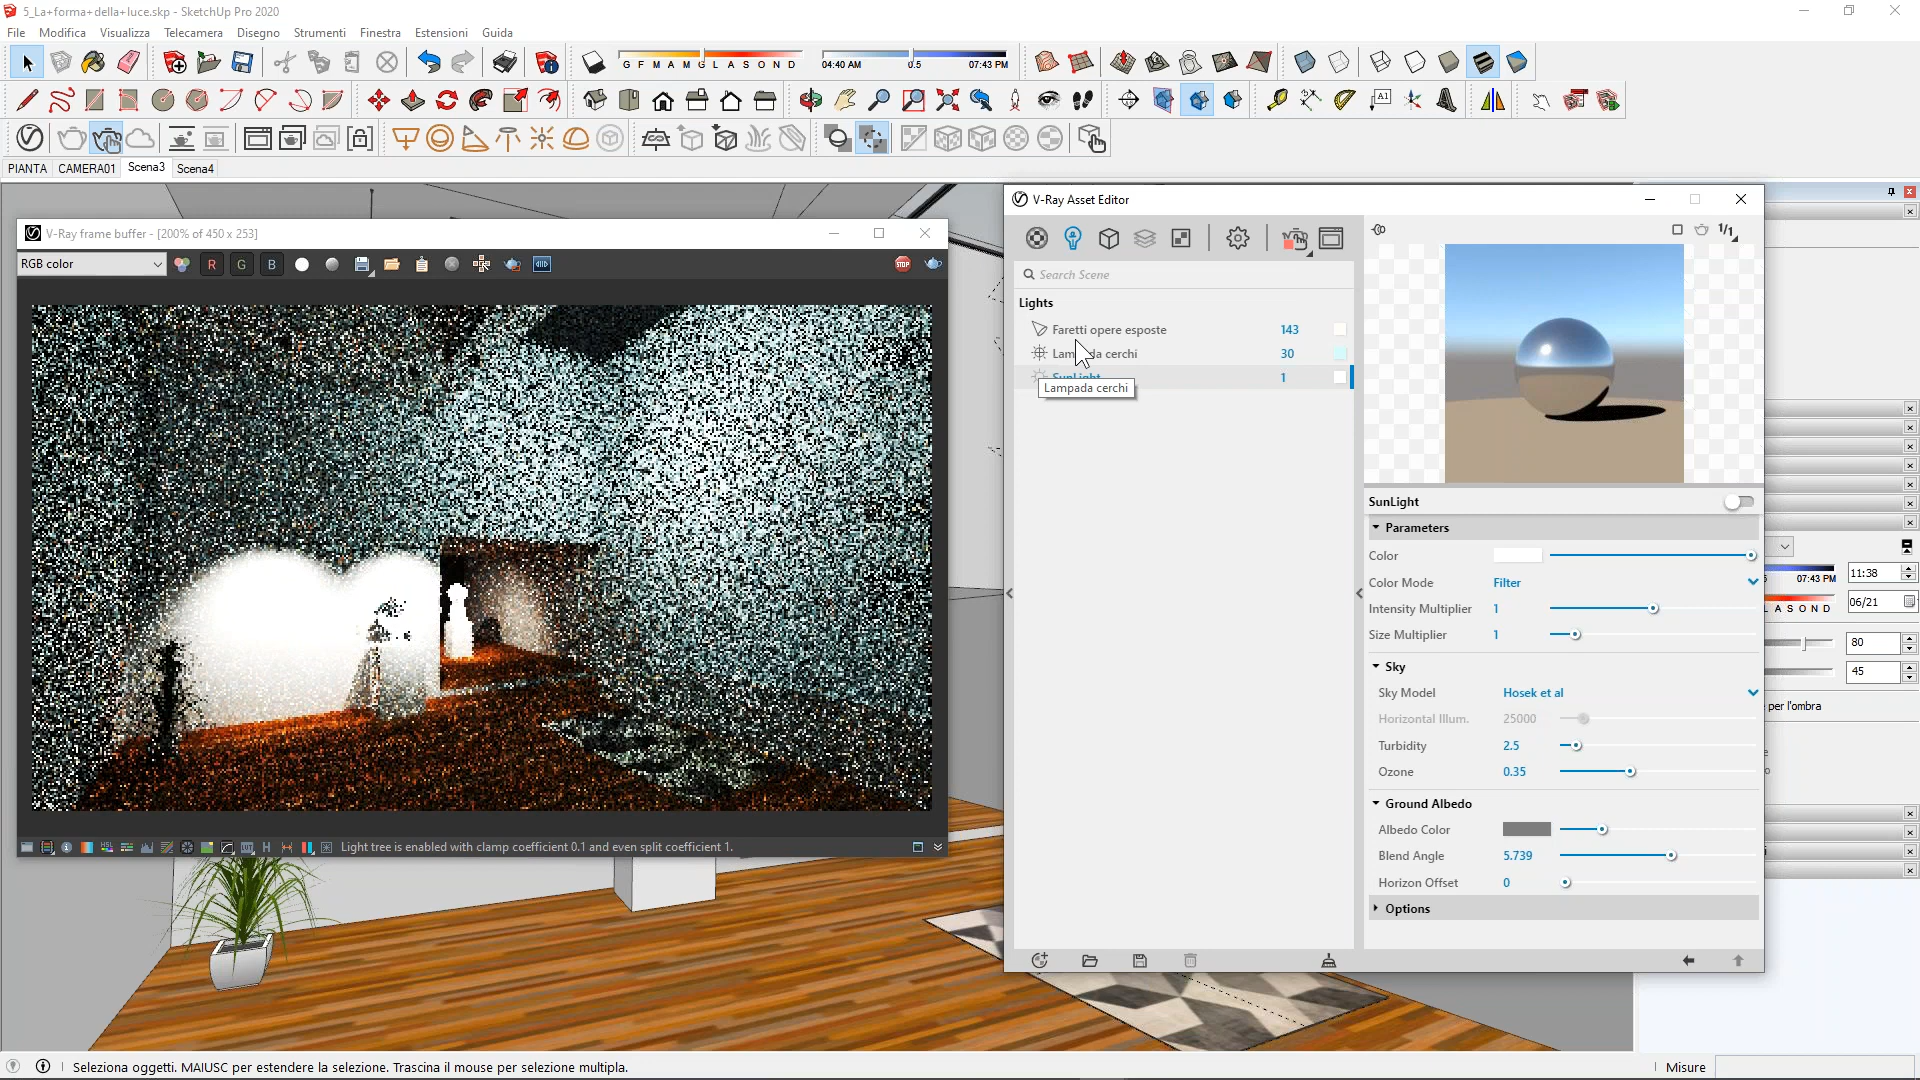 5_La+forma+della+luce.skp - SketchUp Pro 2020
File Modifica Visualizza Telecamera Disegno Strumenti Finestra Estensioni Guida
G F M A M G L A S O N D
04:40 AM 0.5 07:43 PM
PIANTA CAMERA01 Scena3 Scena4
V-Ray frame buffer - [200% of 450 x 253]
RGB color
R G B
STOP
HSL
LUT
H
Light tree is enabled with clamp coefficient 0.1 and even split coefficient 1.
V-Ray Asset Editor
1/1
Search Scene
Lights
Faretti opere esposte 143
Lampada cerchi 30
SunLight 1
Lampada cerchi
SunLight
Parameters
Color
Color Mode Filter
Intensity Multiplier 1
Size Multiplier 1
Sky
Sky Model Hosek et al
Horizontal Illum. 25000
Turbidity 2.5
Ozone 0.35
Ground Albedo
Albedo Color
Blend Angle 5.739
Horizon Offset 0
Options
07:43 PM 11:38
L A S O N D 06/21
80
45
per l'ombra
Seleziona oggetti. MAIUSC per estendere la selezione. Trascina il mouse per selezione multipla.
Misure